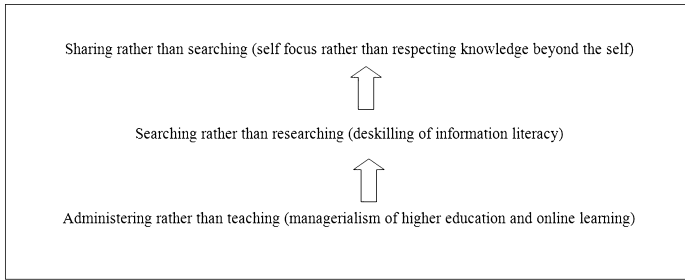 Sharing rather than searching (self focus rather than respecting knowledge beyond the self)
Searching rather than researching (deskilling of information literacy)
Administering rather than teaching (managerialism of higher education and online learning)